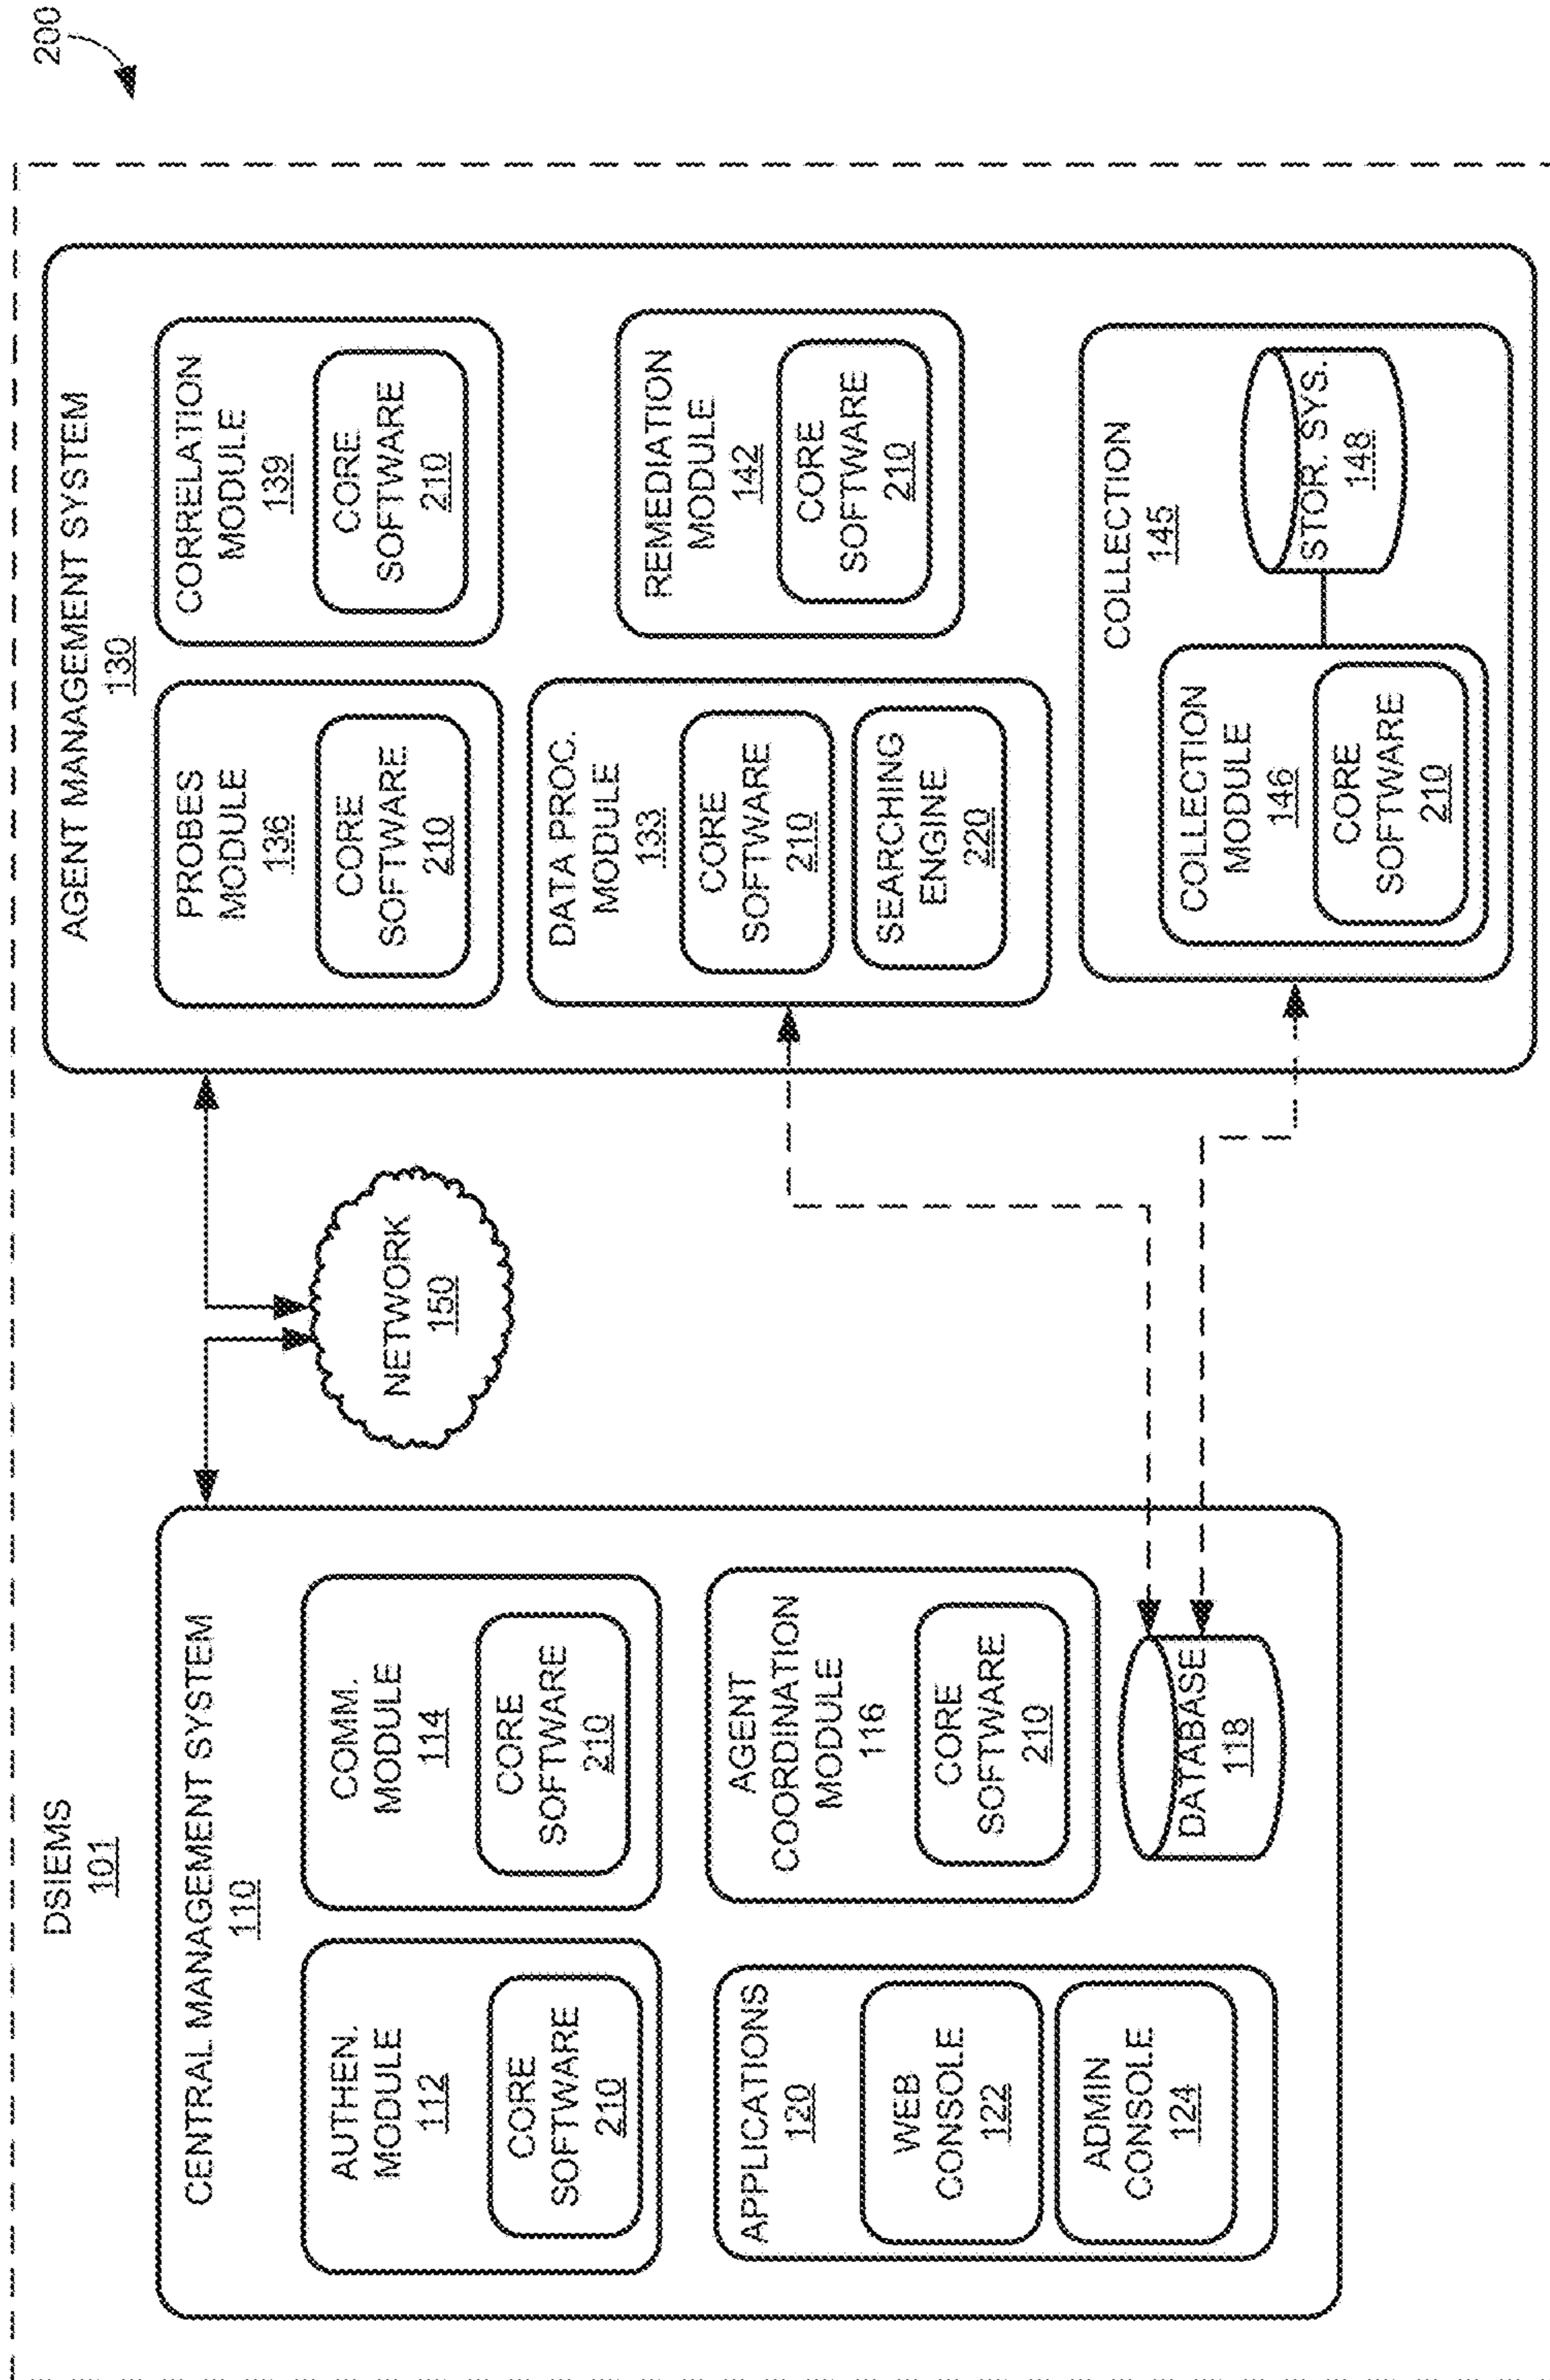 200
DSIEMS
101
CENTRAL MANAGEMENT SYSTEM
110
AUTHEN.
MODULE
112
CORE
SOFTWARE
210
COMM.
MODULE
114
CORE
SOFTWARE
210
APPLICATIONS
120
WEB
CONSOLE
122
ADMIN
CONSOLE
124
AGENT
COORDINATION
MODULE
116
CORE
SOFTWARE
210
DATABASE
118
NETWORK
150
AGENT MANAGEMENT SYSTEM
130
PROBES
MODULE
136
CORE
SOFTWARE
210
CORRELATION
MODULE
139
CORE
SOFTWARE
210
DATA PROC.
MODULE
133
CORE
SOFTWARE
210
SEARCHING
ENGINE
220
REMEDIATION
MODULE
142
CORE
SOFTWARE
210
COLLECTION
145
COLLECTION
MODULE
146
CORE
SOFTWARE
210
STOR. SYS.
148